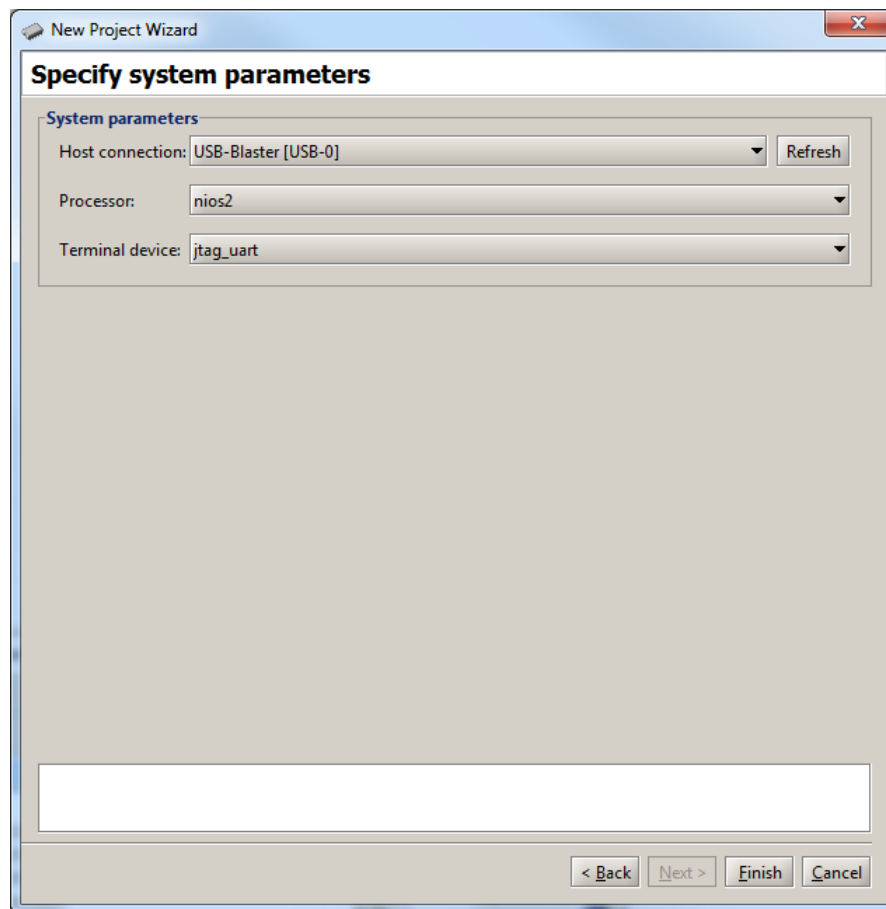 New Project Wizard
Specify system parameters
System parameters
Host connection: USB-Blaster [USB-0] Refresh
Processor: nios2
Terminal device: jtag_uart
< Back Next > Finish Cancel